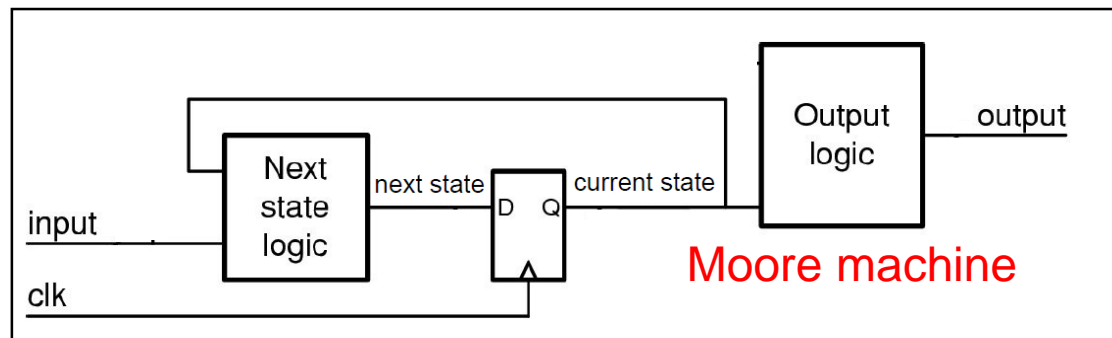 Next
state
logic
input
clk
next state
D Q
current state
Output
logic
output
Moore machine